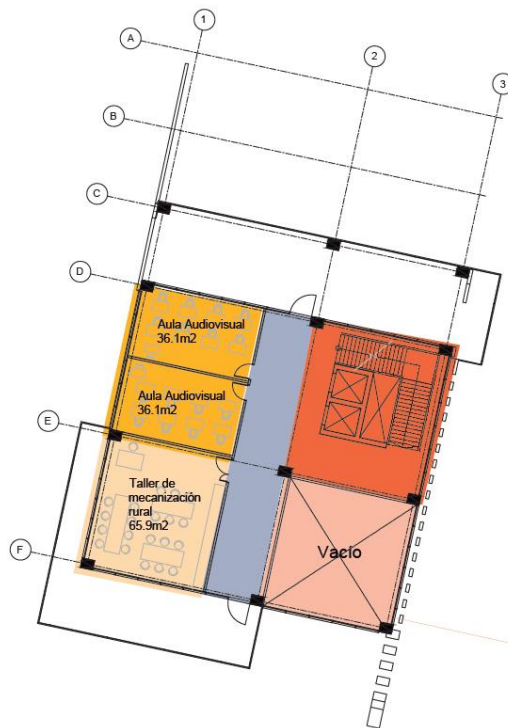 1
A
2
3
B
C
D
Aula Audiovisual
36.1m2
Aula Audiovisual
36.1m2
E
Taller de
mecanización
rural
65.9m2
Vacío
F